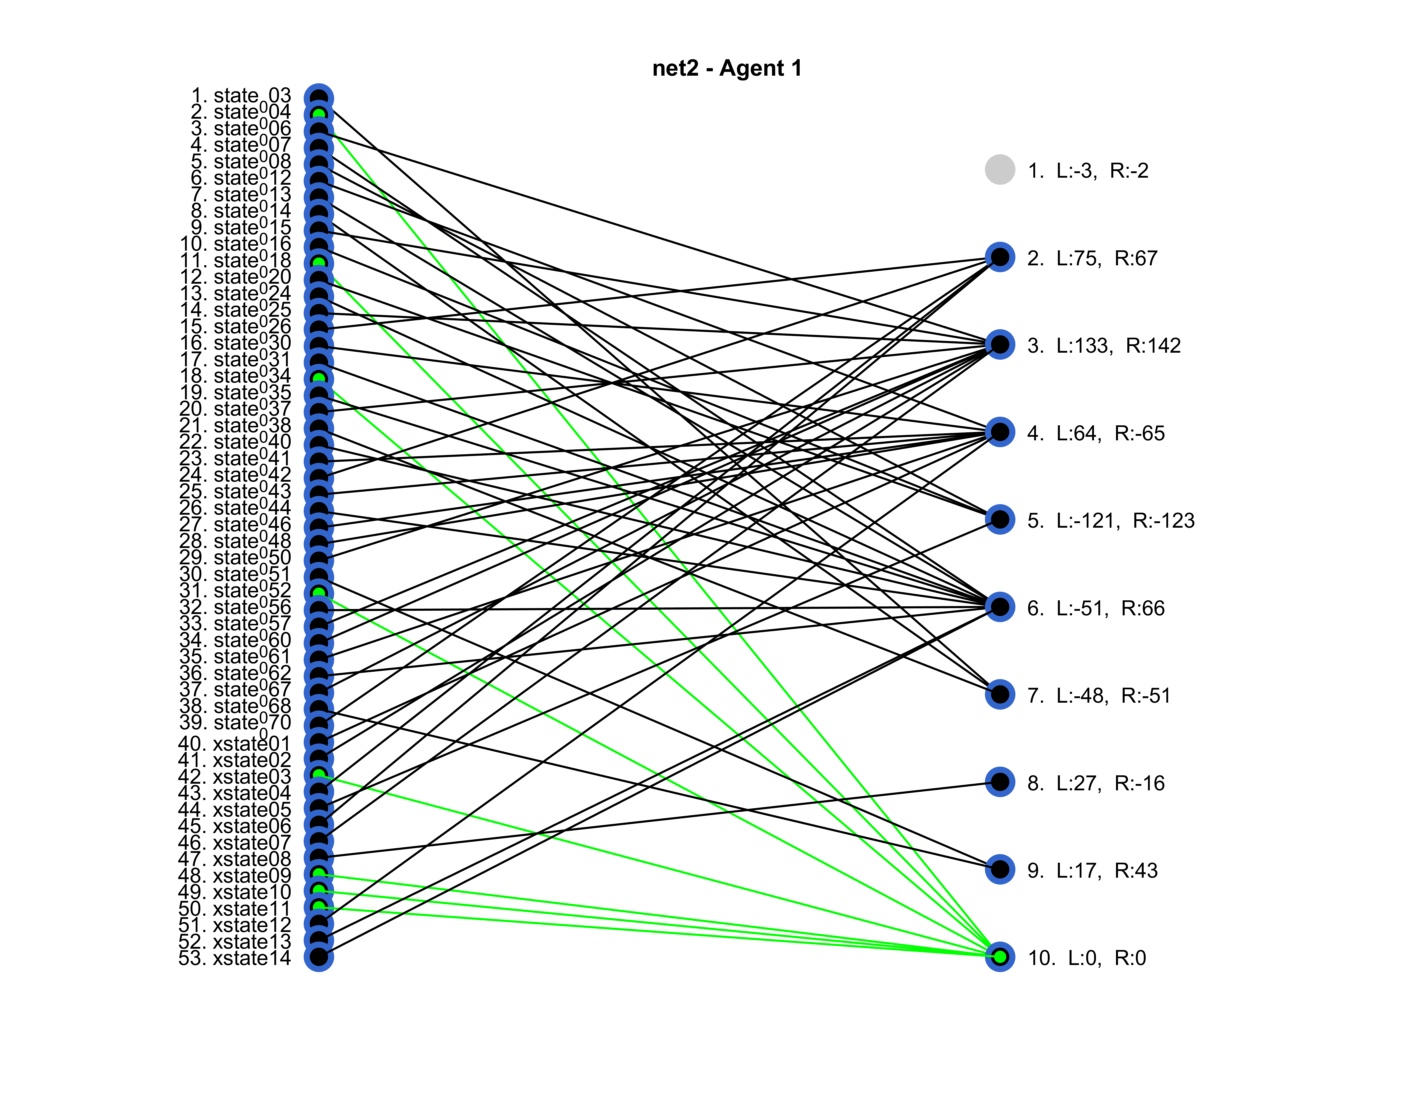 net2 - Agent 1
1. state₀03
2. state₀04
3. state₀06
4. state₀07
5. state₀08
6. state₀12
7. state₀13
8. state₀14
9. state₀15
10. state₀16
11. state₀18
12. state₀20
13. state₀24
14. state₀25
15. state₀26
16. state₀30
17. state₀31
18. state₀34
19. state₀35
20. state₀37
21. state₀38
22. state₀40
23. state₀41
24. state₀42
25. state₀43
26. state₀44
27. state₀46
28. state₀48
29. state₀50
30. state₀51
31. state₀52
32. state₀56
33. state₀57
34. state₀60
35. state₀61
36. state₀62
37. state₀67
38. state₀68
39. state₀70
40. xstate01
41. xstate02
42. xstate03
43. xstate04
44. xstate05
45. xstate06
46. xstate07
47. xstate08
48. xstate09
49. xstate10
50. xstate11
51. xstate12
52. xstate13
53. xstate14
1. L:-3, R:-2
2. L:75, R:67
3. L:133, R:142
4. L:64, R:-65
5. L:-121, R:-123
6. L:-51, R:66
7. L:-48, R:-51
8. L:27, R:-16
9. L:17, R:43
10. L:0, R:0